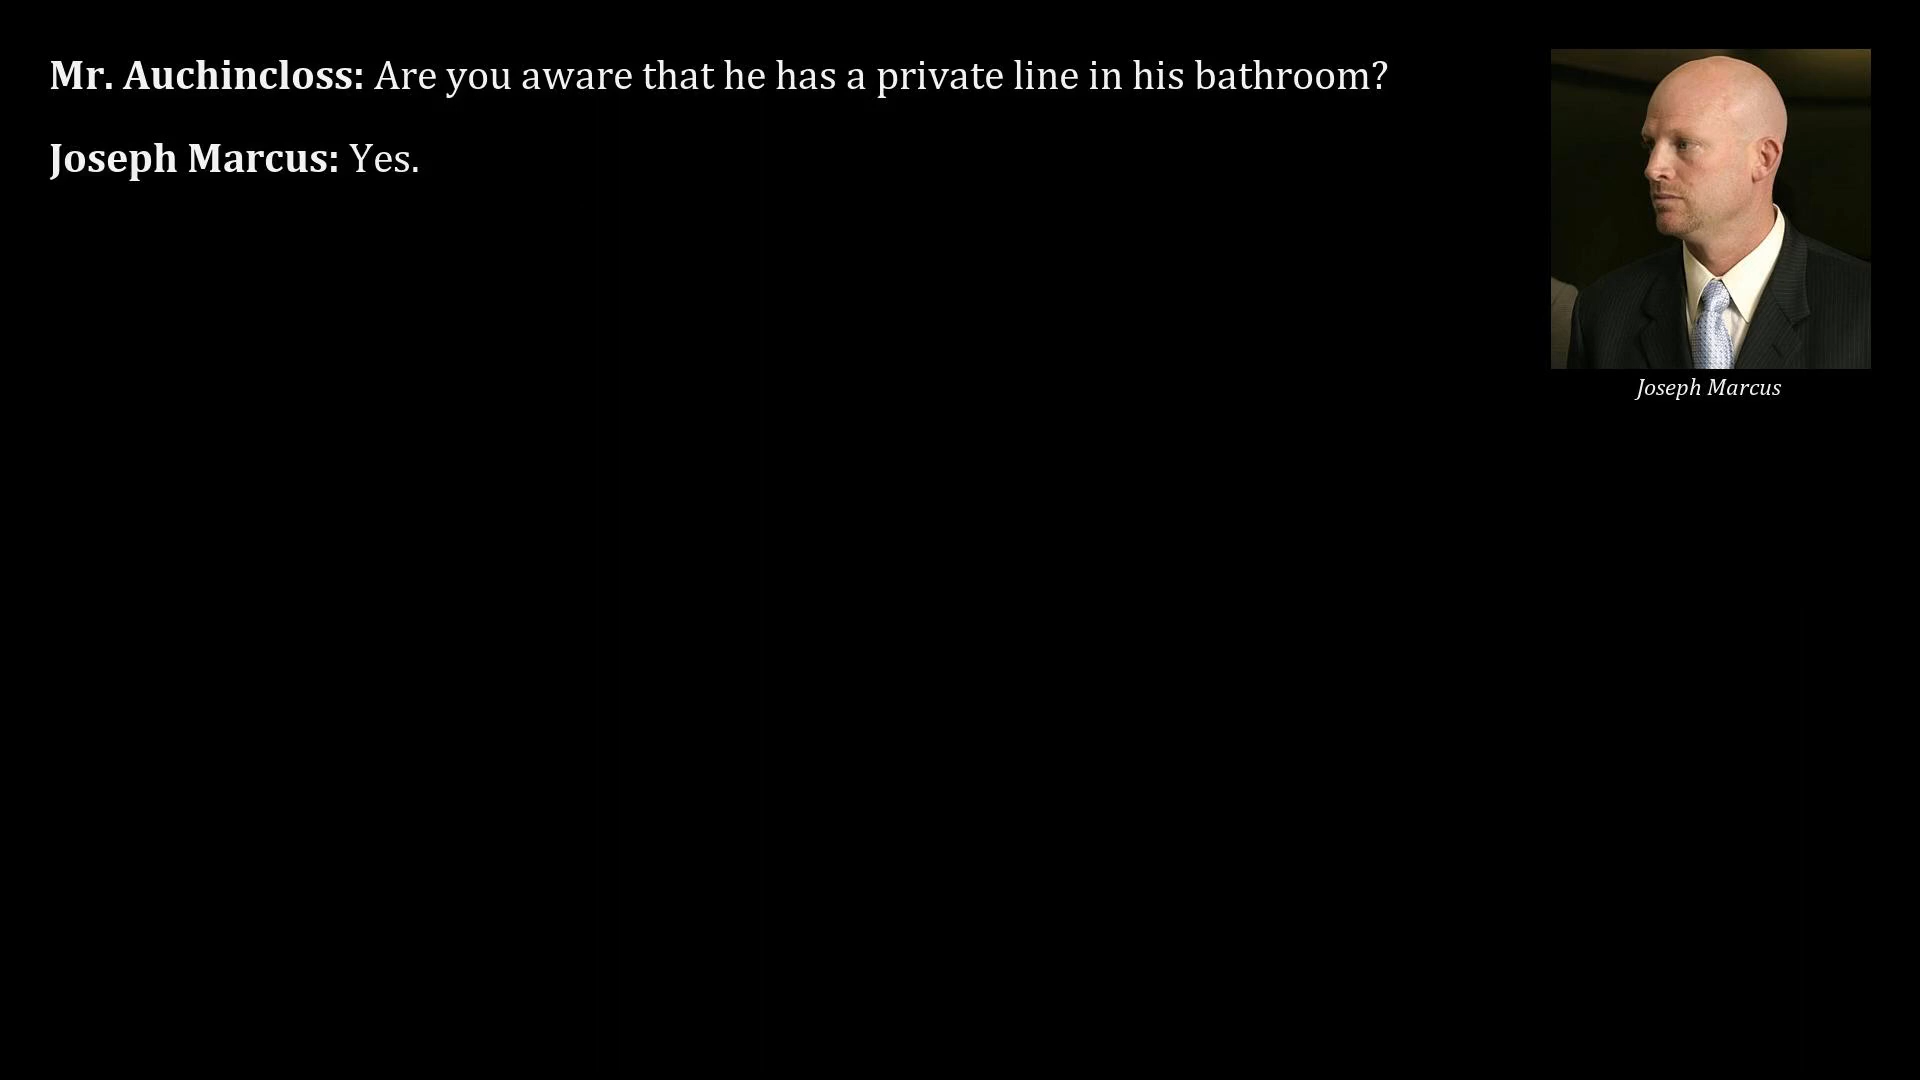 Mr. Auchincloss: Are you aware that he has a private line in his bathroom?
Joseph Marcus: Yes.
Joseph Marcus